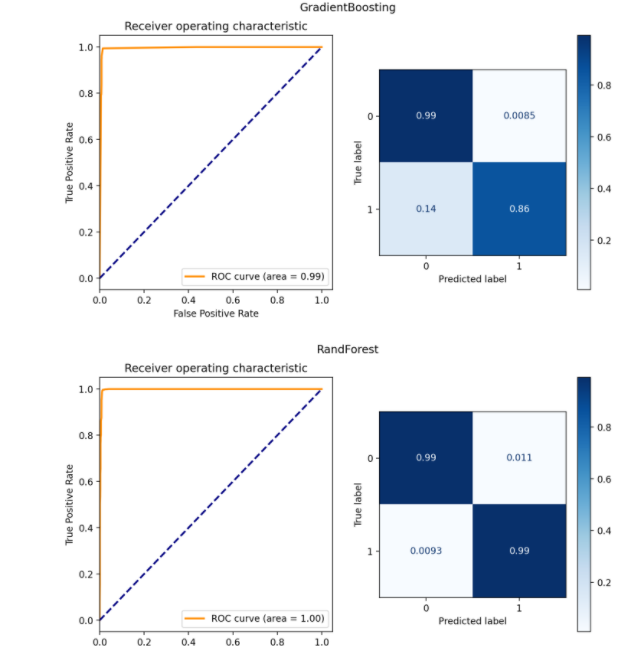 GradientBoosting
Receiver operating characteristic
1.0
0.8
0.6
0.4
0.2
0.0
True Positive Rate
ROC curve (area = 0.99)
0.0 0.2 0.4 0.6 0.8 1.0
False Positive Rate
True label
0
1
0.99 0.0085
0.14 0.86
0 1
Predicted label
0.8
0.6
0.4
0.2
RandForest
Receiver operating characteristic
1.0
0.8
0.6
0.4
0.2
0.0
True Positive Rate
ROC curve (area = 1.00)
0.0 0.2 0.4 0.6 0.8 1.0
True label
0
1
0.99 0.011
0.0093 0.99
0 1
Predicted label
0.8
0.6
0.4
0.2